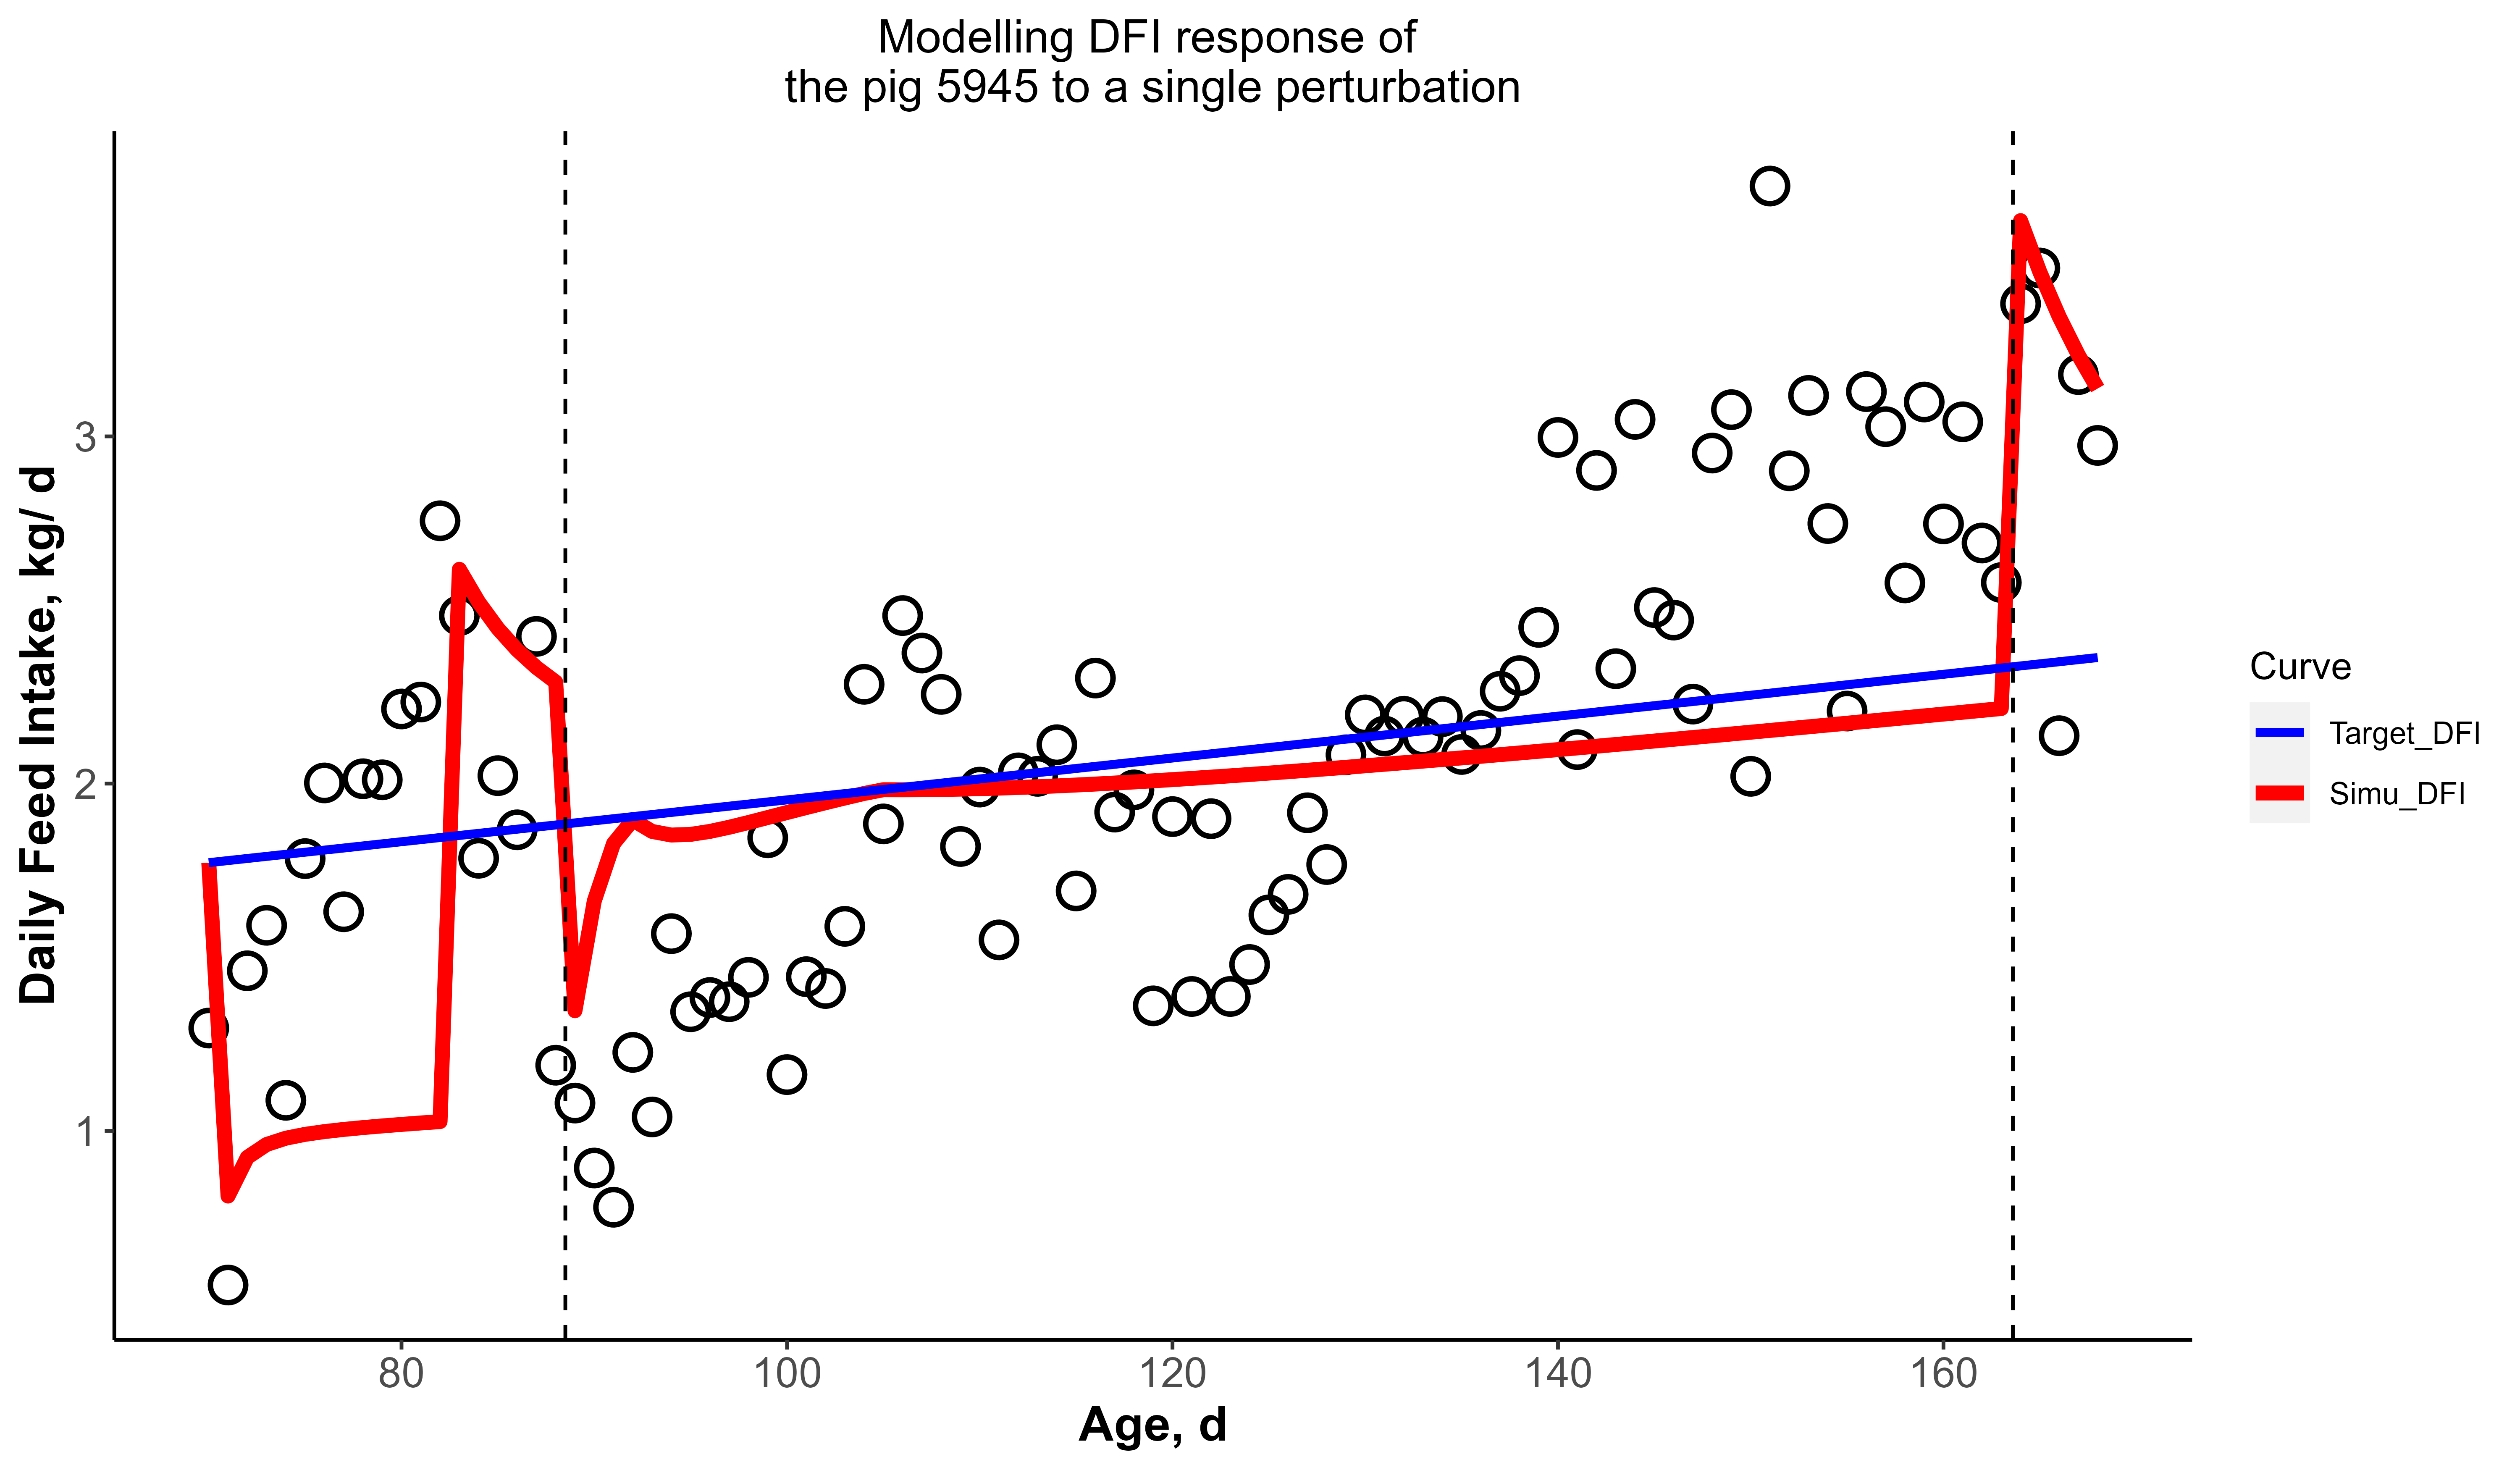 Modelling DFI response of
the pig 5945 to a single perturbation
Daily Feed Intake, kg/ d
3
2
1
80
100
120
140
160
Age, d
Curve
Target_DFI
Simu_DFI